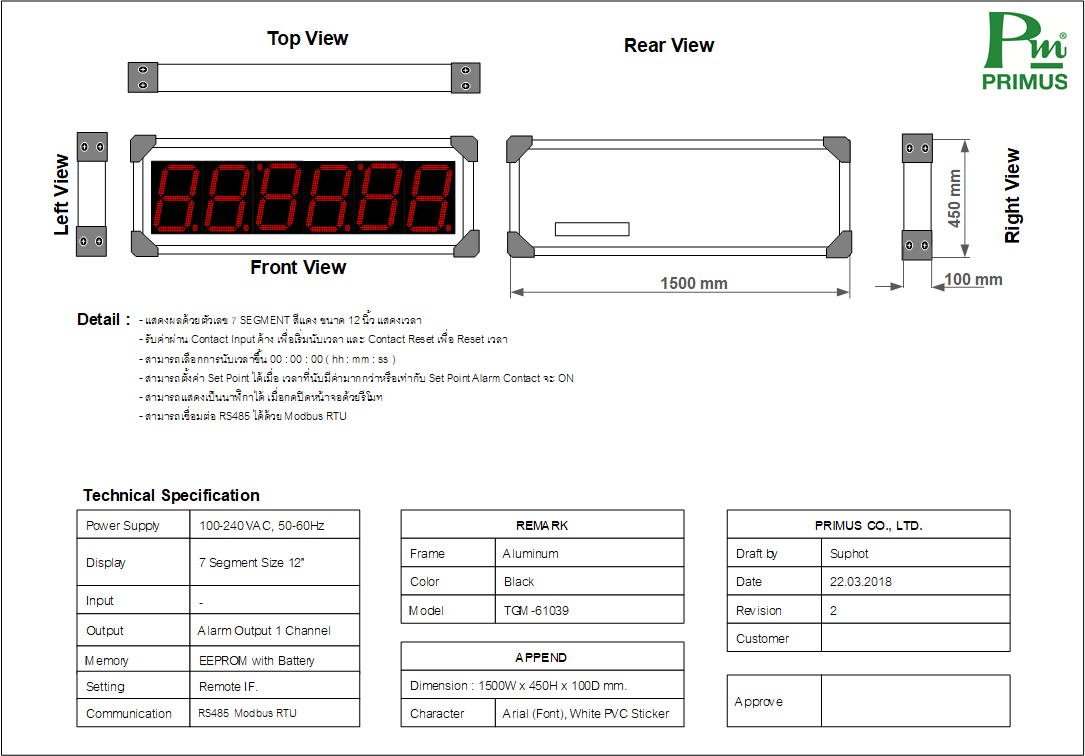 Top View
Rear View
Pm®
PRIMUS
Left View
Front View
450 mm
Right View
1500 mm
100 mm
Detail :
- แสดงผลด้วยตัวเลข 7 SEGMENT สีแดง ขนาด 12 นิ้ว แสดงเวลา
- รับค่าผ่าน Contact Input ค้าง เพื่อเริ่มนับเวลา และ Contact Reset เพื่อ Reset เวลา
- สามารถเลือกการนับเวลาขึ้น 00 : 00 : 00 ( hh : mm : ss )
- สามารถตั้งค่า Set Point ได้เมื่อ เวลาที่นับมีค่ามากกว่าหรือเท่ากับ Set Point Alarm Contact จะ ON
- สามารถแสดงเป็นนาฬิกาได้ เมื่อกดปิดหน้าจอด้วยรีโมท
- สามารถเชื่อมต่อ RS485 ได้ด้วย Modbus RTU
Technical Specification
Power Supply 100-240 VAC, 50-60Hz
Display 7 Segment Size 12"
Input -
Output Alarm Output 1 Channel
Memory EEPROM with Battery
Setting Remote IF.
Communication RS485 Modbus RTU
REMARK
Frame Aluminum
Color Black
Model TGM-61039
APPEND
Dimension : 1500W x 450H x 100D mm.
Character Arial (Font), White PVC Sticker
PRIMUS CO., LTD.
Draft by Suphot
Date 22.03.2018
Revision 2
Customer
Approve